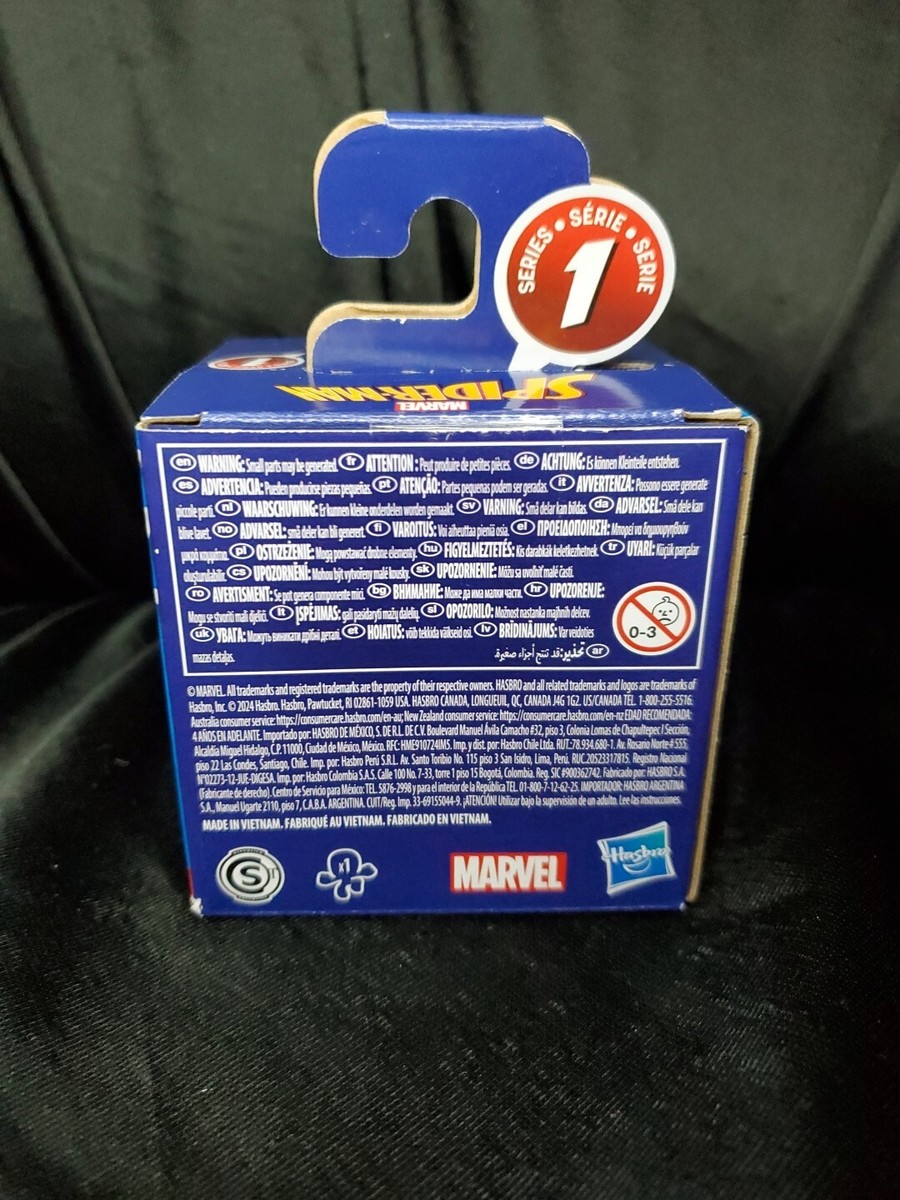 SERIES • SÉRIE • SERIE
1
SPIDER-MAN
MARVEL
en WARNING: Small parts may be generated. fr ATTENTION : Peut produire de petites pièces. de ACHTUNG: Es können Kleinteile entstehen.
es ADVERTENCIA: Pueden producirse piezas pequeñas. pt ATENÇÃO: Partes pequenas podem ser geradas. it AVVERTENZA: Possono essere generate
piccole parti. nl WAARSCHUWING: Er kunnen kleine onderdelen worden gemaakt. sv VARNING: Små delar kan bildas. da ADVARSEL: Små dele kan
blive lavet. no ADVARSEL: små deler kan bli generert. fi VAROITUS: Voi aiheuttaa pieniä osia. el ΠΡΟΕΙΔΟΠΟΙΗΣΗ: Μπορεί να δημιουργηθούν
μικρά κομμάτια. pl OSTRZEŻENIE: Mogą powstawać drobne elementy. hu FIGYELMEZTETÉS: Kis darabkák keletkezhetnek. tr UYARI: Küçük parçalar
oluşturulabilir. cs UPOZORNĚNÍ: Mohou být vytvořeny malé kousky. sk UPOZORNENIE: Môžu sa uvoľniť malé časti.
ro AVERTISMENT: Se pot genera componente mici. bg ВНИМАНИЕ: Може да има малки части. hr UPOZORENJE:
Mogu se stvoriti mali djelići. lt ĮSPĖJIMAS: gali pasidaryti mažų dalelių. sl OPOZORILO: Možnost nastanka majhnih delcev.
uk УВАГА: Можуть виникати дрібні деталі. et HOIATUS: võib tekkida väikseid osi. lv BRĪDINĀJUMS: Var veidoties
mazas detaļas. ar تحذير: قد تنتج أجزاء صغيرة.
0-3
© MARVEL. All trademarks and registered trademarks are the property of their respective owners. HASBRO and all related trademarks and logos are trademarks of
Hasbro, Inc. © 2024 Hasbro. Hasbro, Pawtucket, RI 02861-1059 USA. HASBRO CANADA, LONGUEUIL, QC, CANADA J4G 1G2. US/CANADA TEL. 1-800-255-5516.
Australia consumer service: https://consumercare.hasbro.com/en-au; New Zealand consumer service: https://consumercare.hasbro.com/en-nz EDAD RECOMENDADA:
4 AÑOS EN ADELANTE. Importado por: HASBRO DE MÉXICO, S. DE R.L. DE C.V. Boulevard Manuel Ávila Camacho #32, piso 3, Colonia Lomas de Chapultepec I Sección,
Alcaldía Miguel Hidalgo, C.P. 11000, Ciudad de México, México. RFC: HME910724IM5. Imp. y dist. por: Hasbro Chile Ltda. RUT.:78.934.680-1. Av. Rosario Norte # 555,
piso 22 Las Condes, Santiago, Chile. Imp. por: Hasbro Perú S.R.L. Av. Santo Toribio No. 115 piso 3 San Isidro, Lima, Perú. RUC.20523317815. Registro Nacional
N°02273-12-JUE-DIGESA. Imp. por: Hasbro Colombia S.A.S. Calle 100 No. 7-33, torre 1 piso 15 Bogotá, Colombia. Reg. SIC #900362742. Fabricado por: HASBRO S.A.
(fabricante de derecho). Centro de Servicio para México: TEL. 5876-2998 y para el interior de la República TEL. 01-800-7-12-62-25. IMPORTADOR: HASBRO ARGENTINA
S.A., Manuel Ugarte 2110, piso 7, C.A.B.A. ARGENTINA. CUIT/Reg. Imp. 33-69155044-9. ¡ATENCIÓN! Utilizar bajo la supervisión de un adulto. Lee las instrucciones.
MADE IN VIETNAM. FABRIQUÉ AU VIETNAM. FABRICADO EN VIETNAM.
S
x1
MARVEL
Hasbro